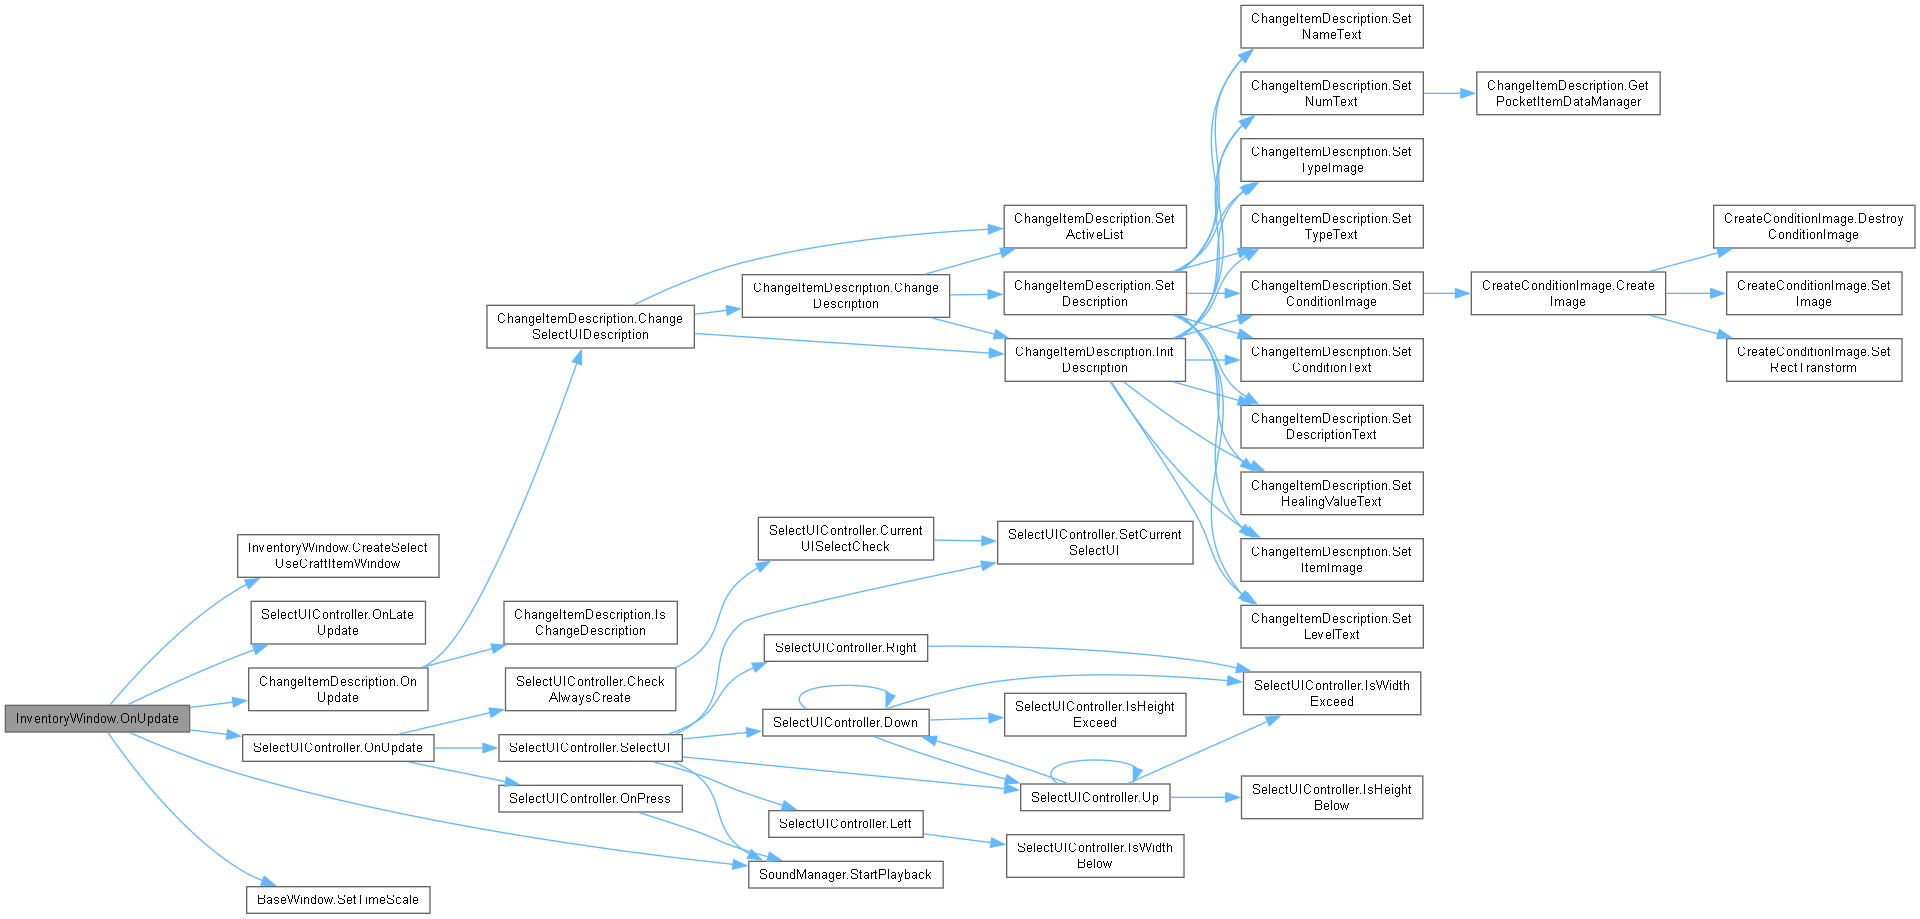 InventoryWindow.OnUpdate
InventoryWindow.CreateSelect
UseCraftItemWindow
SelectUIController.OnLate
Update
ChangeItemDescription.On
Update
SelectUIController.OnUpdate
BaseWindow.SetTimeScale
ChangeItemDescription.Change
SelectUIDescription
ChangeItemDescription.Is
ChangeDescription
SelectUIController.Check
AlwaysCreate
SelectUIController.SelectUI
SelectUIController.OnPress
ChangeItemDescription.Change
Description
SelectUIController.Current
UISelectCheck
SelectUIController.Right
SelectUIController.Down
SelectUIController.Left
SoundManager.StartPlayback
ChangeItemDescription.Set
ActiveList
ChangeItemDescription.Set
Description
ChangeItemDescription.Init
Description
SelectUIController.SetCurrent
SelectUI
SelectUIController.IsHeight
Exceed
SelectUIController.Up
SelectUIController.IsWidth
Below
ChangeItemDescription.Set
NameText
ChangeItemDescription.Set
NumText
ChangeItemDescription.Set
TypeImage
ChangeItemDescription.Set
TypeText
ChangeItemDescription.Set
ConditionImage
ChangeItemDescription.Set
ConditionText
ChangeItemDescription.Set
DescriptionText
ChangeItemDescription.Set
HealingValueText
ChangeItemDescription.Set
ItemImage
ChangeItemDescription.Set
LevelText
SelectUIController.IsWidth
Exceed
SelectUIController.IsHeight
Below
ChangeItemDescription.Get
PocketItemDataManager
CreateConditionImage.Create
Image
CreateConditionImage.Destroy
ConditionImage
CreateConditionImage.Set
Image
CreateConditionImage.Set
RectTransform